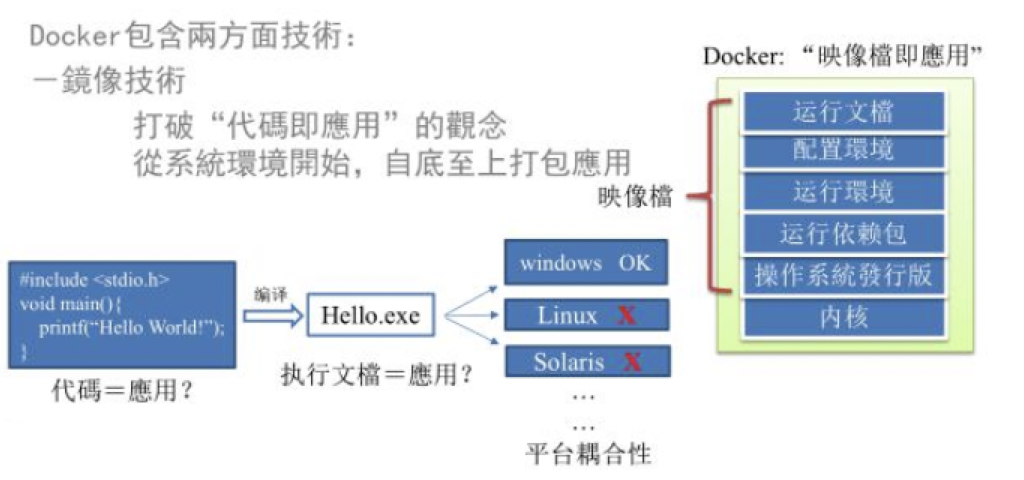 Docker包含兩方面技術:
－鏡像技術
打破“代碼即應用”的觀念
從系統環境開始，自底至上打包應用
Docker: “映像檔即應用”
运行文檔
配置環境
运行環境
运行依赖包
操作系統發行版
内核
映像檔
#include <stdio.h>
void main(){
printf(“Hello World!”);
}
代碼＝應用？
编译
Hello.exe
执行文檔＝應用？
windows OK
Linux X
Solaris X
…
…
平台耦合性